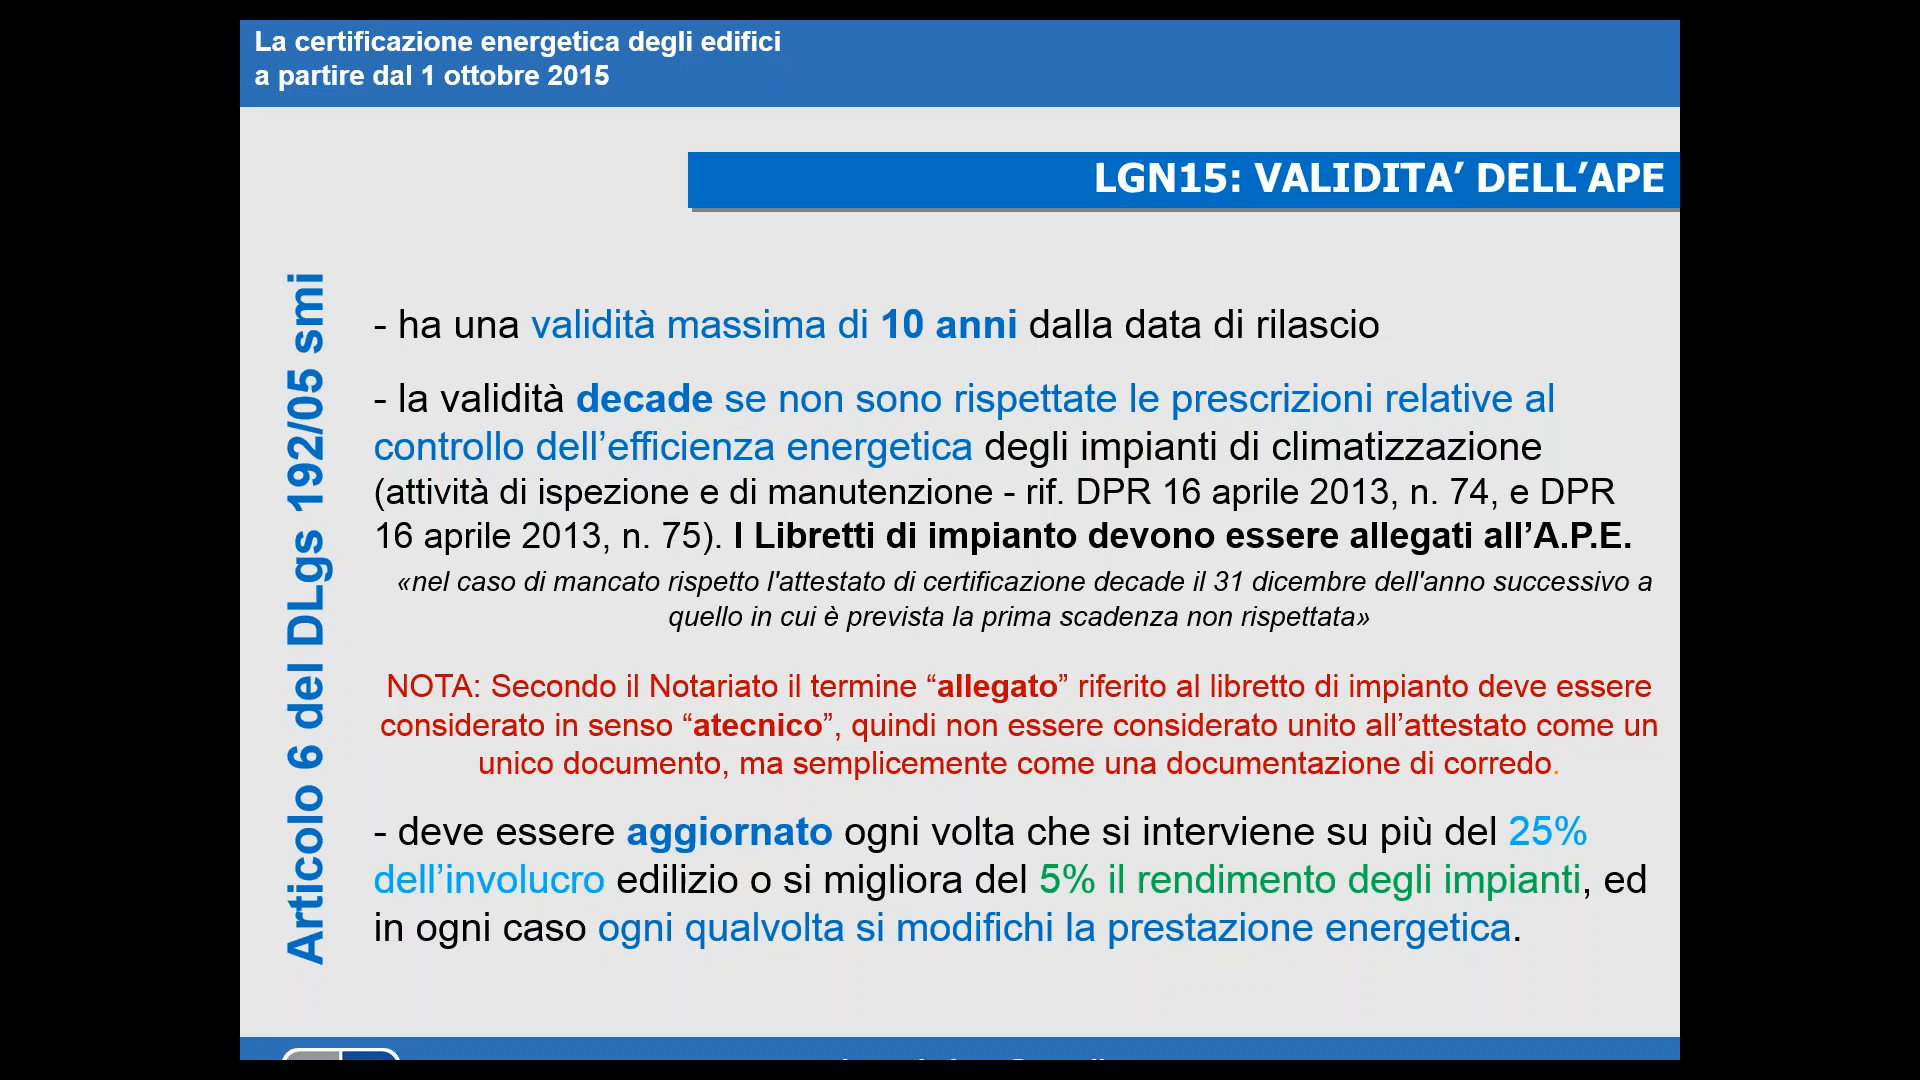 La certificazione energetica degli edifici
a partire dal 1 ottobre 2015
LGN15: VALIDITA’ DELL’APE
Articolo 6 del DLgs 192/05 smi
- ha una validità massima di 10 anni dalla data di rilascio
- la validità decade se non sono rispettate le prescrizioni relative al
controllo dell’efficienza energetica degli impianti di climatizzazione
(attività di ispezione e di manutenzione - rif. DPR 16 aprile 2013, n. 74, e DPR
16 aprile 2013, n. 75). I Libretti di impianto devono essere allegati all’A.P.E.
«nel caso di mancato rispetto l'attestato di certificazione decade il 31 dicembre dell'anno successivo a
quello in cui è prevista la prima scadenza non rispettata»
NOTA: Secondo il Notariato il termine “allegato” riferito al libretto di impianto deve essere
considerato in senso “atecnico”, quindi non essere considerato unito all’attestato come un
unico documento, ma semplicemente come una documentazione di corredo.
- deve essere aggiornato ogni volta che si interviene su più del 25%
dell’involucro edilizio o si migliora del 5% il rendimento degli impianti, ed
in ogni caso ogni qualvolta si modifichi la prestazione energetica.